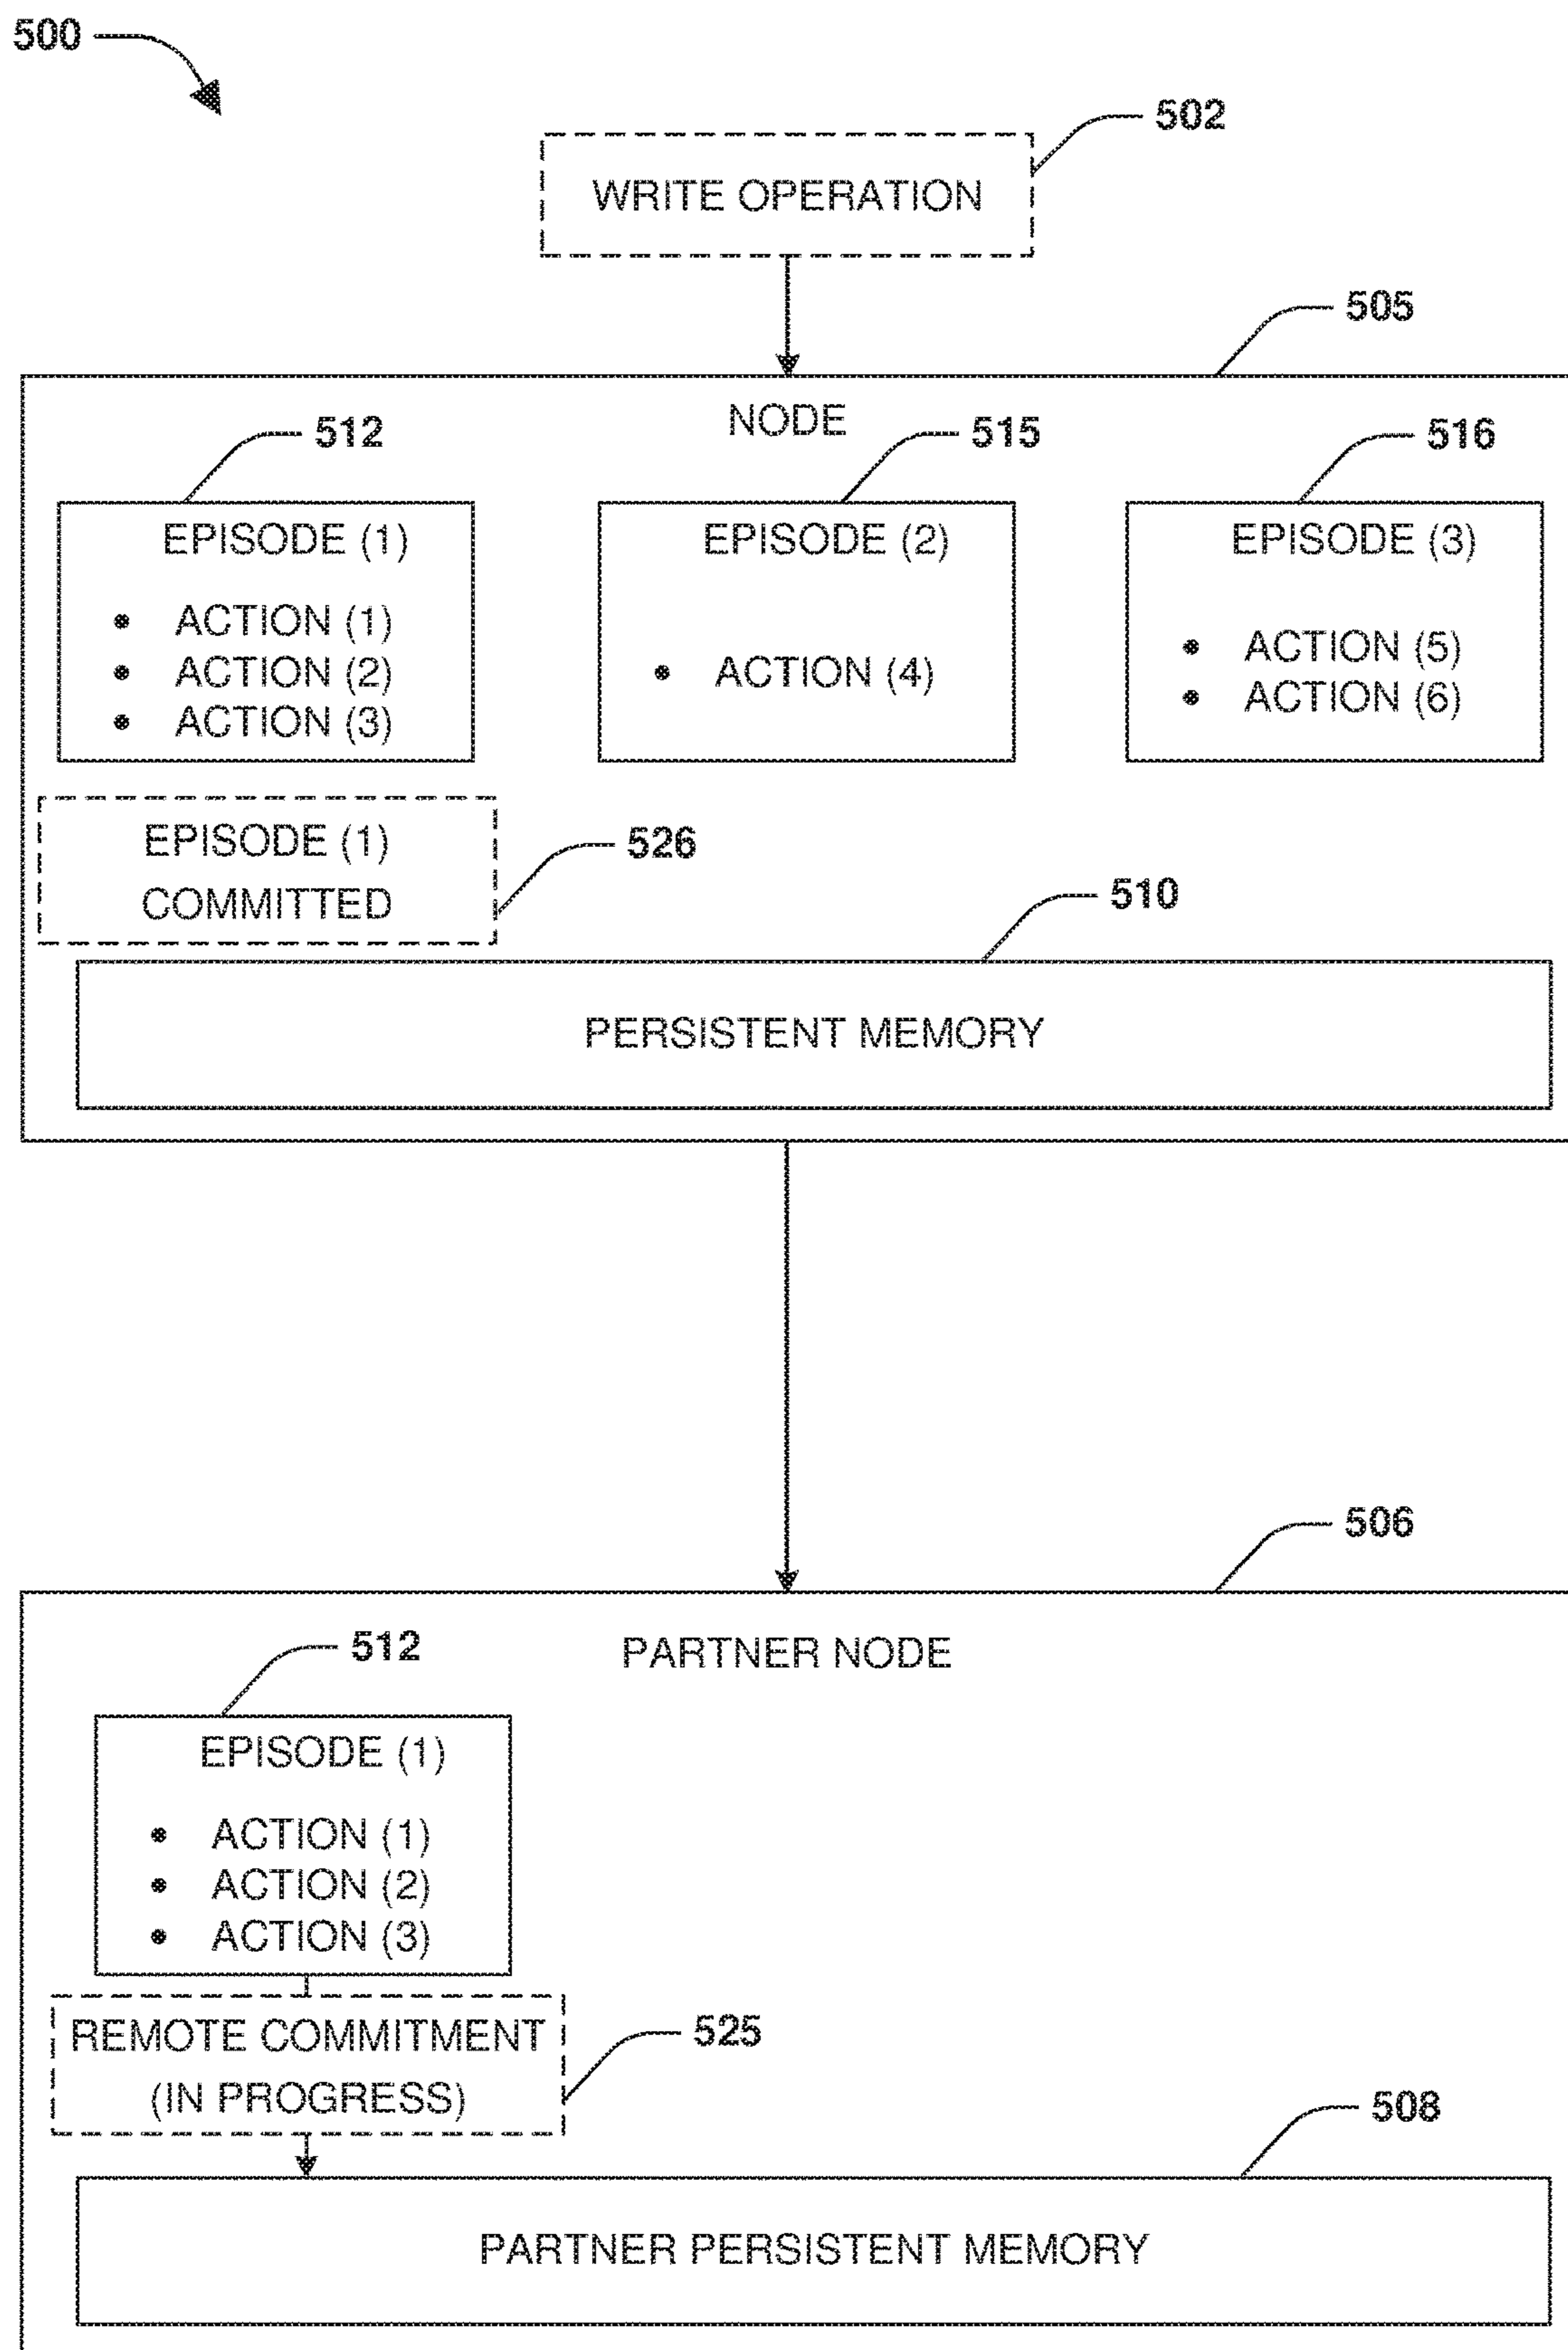 500
502
WRITE OPERATION
505
NODE
512
515
516
EPISODE (1)
• ACTION (1)
• ACTION (2)
• ACTION (3)
EPISODE (2)
• ACTION (4)
EPISODE (3)
• ACTION (5)
• ACTION (6)
EPISODE (1)
COMMITTED
526
510
PERSISTENT MEMORY
506
PARTNER NODE
512
EPISODE (1)
• ACTION (1)
• ACTION (2)
• ACTION (3)
REMOTE COMMITMENT
(IN PROGRESS)
525
508
PARTNER PERSISTENT MEMORY